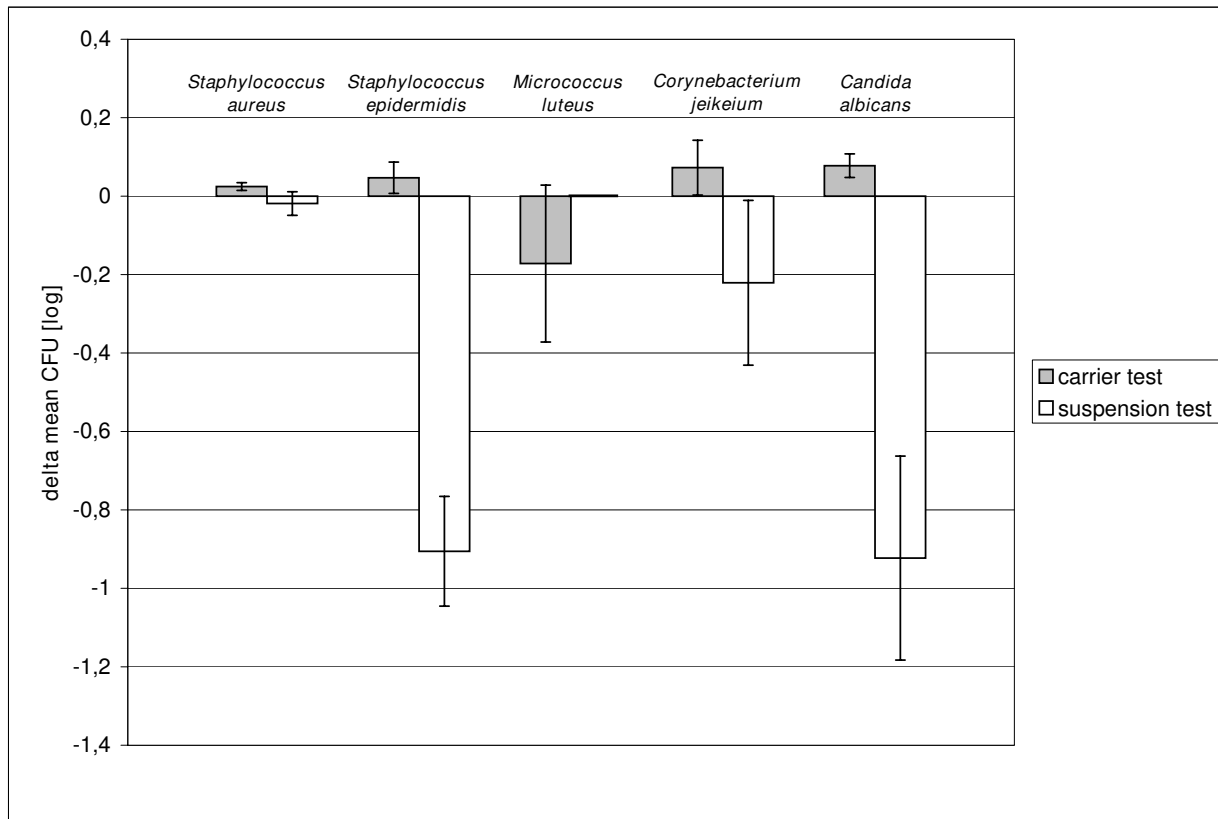 0,4
Staphylococcus
aureus
Staphylococcus
epidermidis
Micrococcus
luteus
Corynebacterium
jeikeium
Candida
albicans
0,2
0
-0,2
-0,4
-0,6
-0,8
-1
-1,2
-1,4
delta mean CFU [log]
carrier test
suspension test